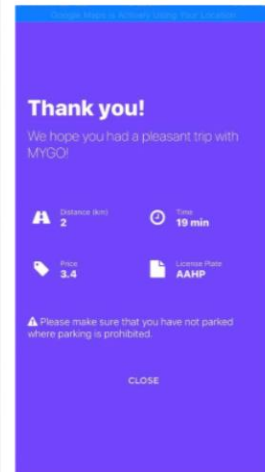 Google Maps is Actively Using Your Location
Thank you!
We hope you had a pleasant trip with
MYGO!
Distance (km)
2
Time
19 min
Price
3.4
License Plate
AAHP
Please make sure that you have not parked
where parking is prohibited.
CLOSE